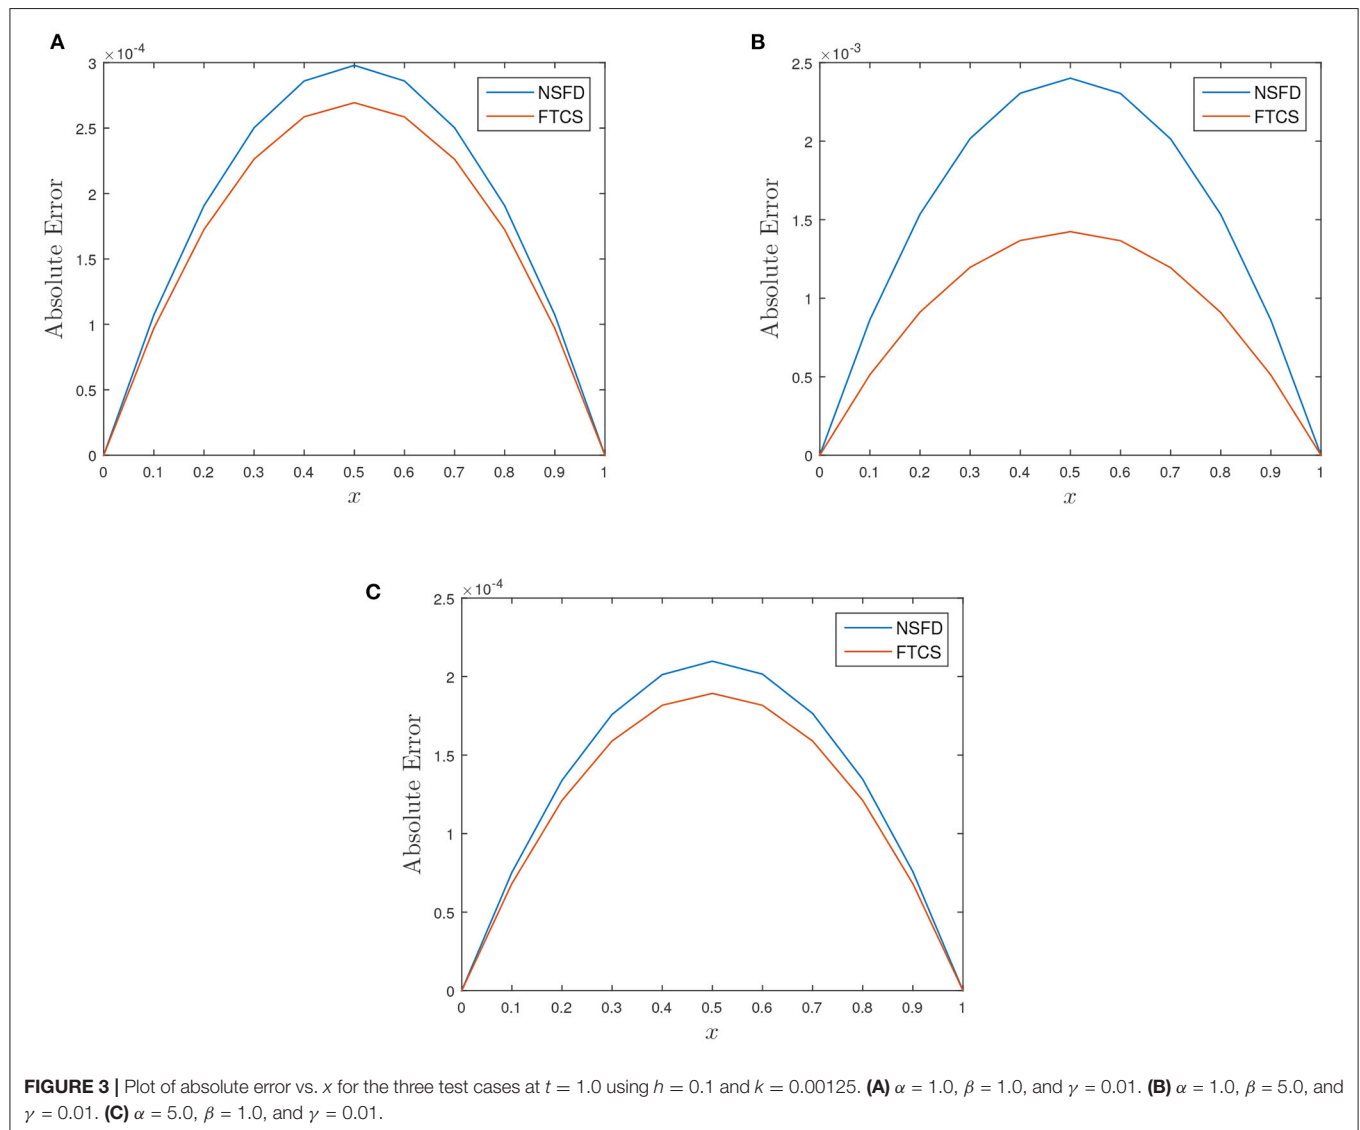 A
×10-4
3
2.5
2
1.5
1
0.5
0
Absolute Error
NSFD
FTCS
0 0.1 0.2 0.3 0.4 0.5 0.6 0.7 0.8 0.9 1
x
B
×10-3
2.5
2
1.5
1
0.5
0
Absolute Error
NSFD
FTCS
0 0.1 0.2 0.3 0.4 0.5 0.6 0.7 0.8 0.9 1
x
C
×10-4
2.5
2
1.5
1
0.5
0
Absolute Error
NSFD
FTCS
0 0.1 0.2 0.3 0.4 0.5 0.6 0.7 0.8 0.9 1
x
FIGURE 3 | Plot of absolute error vs. x for the three test cases at t = 1.0 using h = 0.1 and k = 0.00125. (A) α = 1.0, β = 1.0, and γ = 0.01. (B) α = 1.0, β = 5.0, and
γ = 0.01. (C) α = 5.0, β = 1.0, and γ = 0.01.